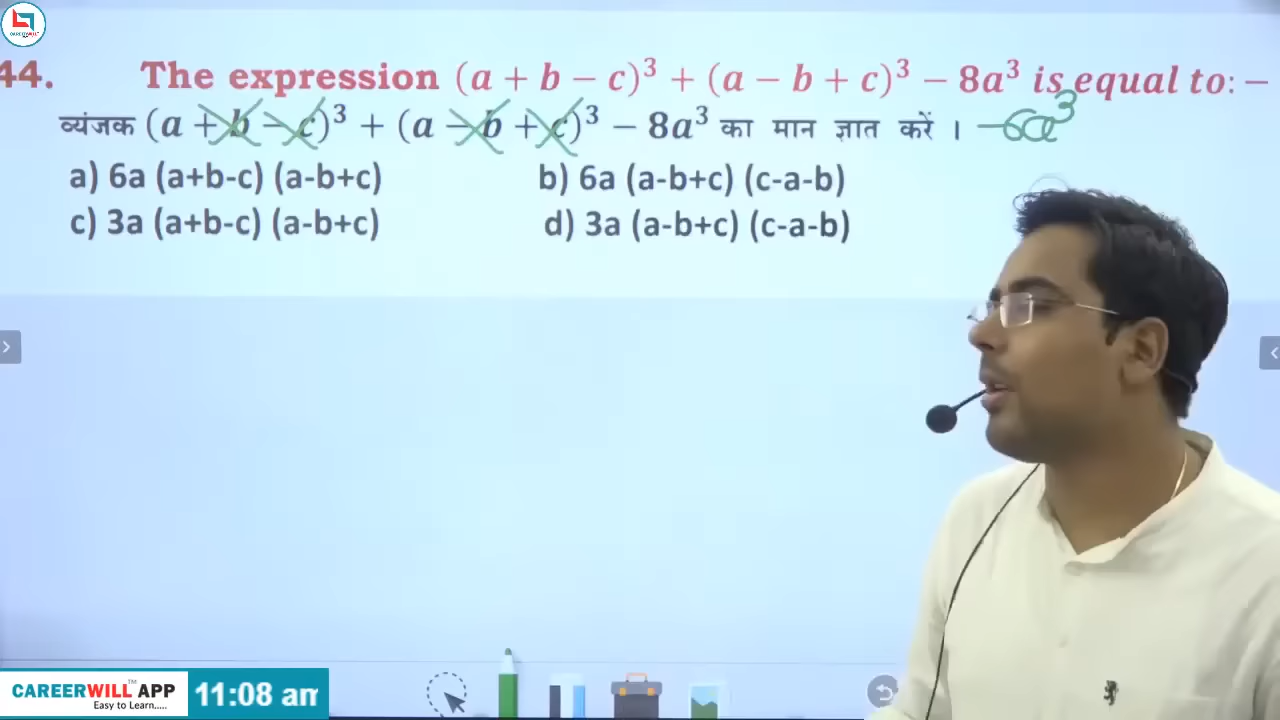 CAREERWILL
44. The expression (a + b − c)³ + (a − b + c)³ − 8a³ is equal to: −
व्यंजक (a + b − c)³ + (a − b + c)³ − 8a³ का मान ज्ञात करें । −6a³
a) 6a (a+b-c) (a-b+c)
b) 6a (a-b+c) (c-a-b)
c) 3a (a+b-c) (a-b+c)
d) 3a (a-b+c) (c-a-b)
CAREERWILL™ APP
Easy to Learn.....
11:08 am